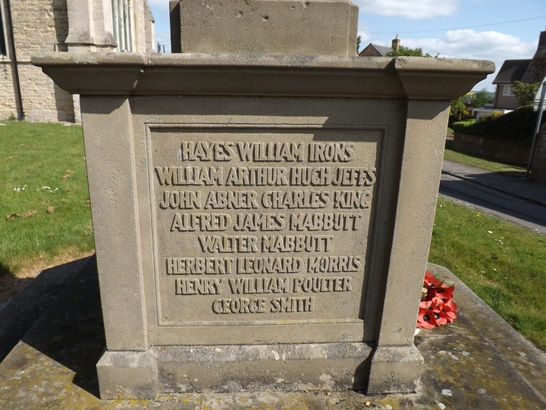 HAYES WILLIAM IRONS
WILLIAM ARTHUR HUGH JEFFS
JOHN ABNER CHARLES KING
ALFRED JAMES MABBUTT
WALTER MABBUTT
HERBERT LEONARD MORRIS
HENRY WILLIAM POULTER
GEORGE SMITH